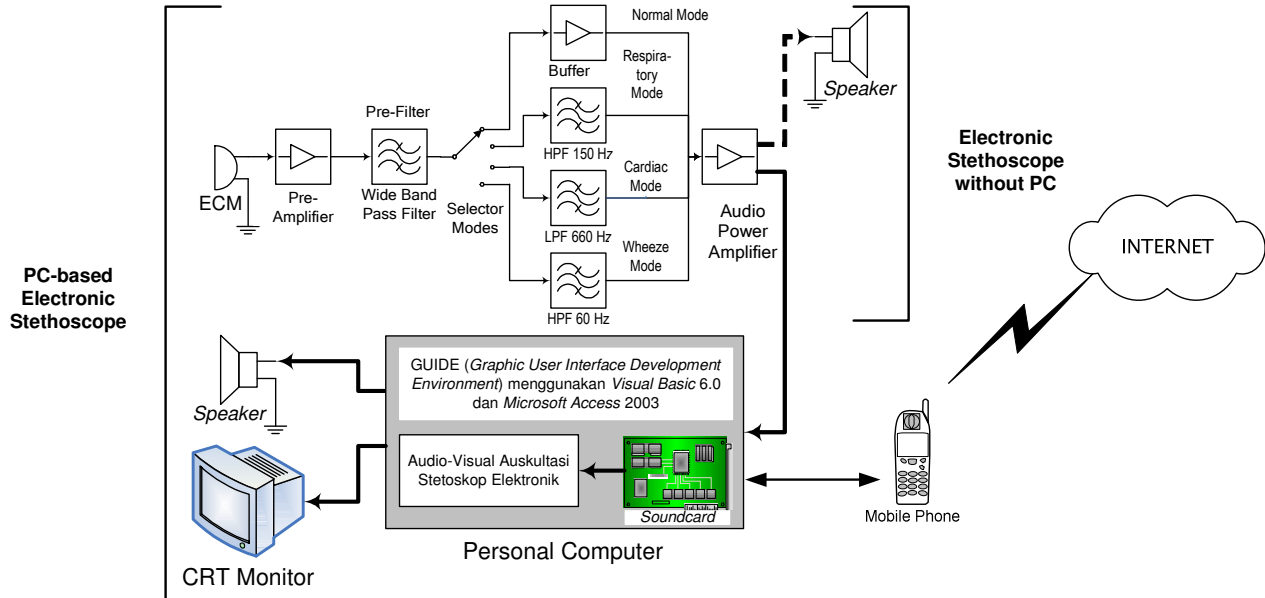 Normal Mode
Buffer
Respira-
tory
Mode
Speaker
Pre-Filter
HPF 150 Hz
Electronic
Stethoscope
without PC
ECM
Pre-
Amplifier
Wide Band
Pass Filter
Selector
Modes
Cardiac
Mode
LPF 660 Hz
Audio
Power
Amplifier
INTERNET
Wheeze
Mode
HPF 60 Hz
PC-based
Electronic
Stethoscope
Speaker
GUIDE (Graphic User Interface Development
Environment) menggunakan Visual Basic 6.0
dan Microsoft Access 2003
Audio-Visual Auskultasi
Stetoskop Elektronik
Soundcard
Mobile Phone
Personal Computer
CRT Monitor